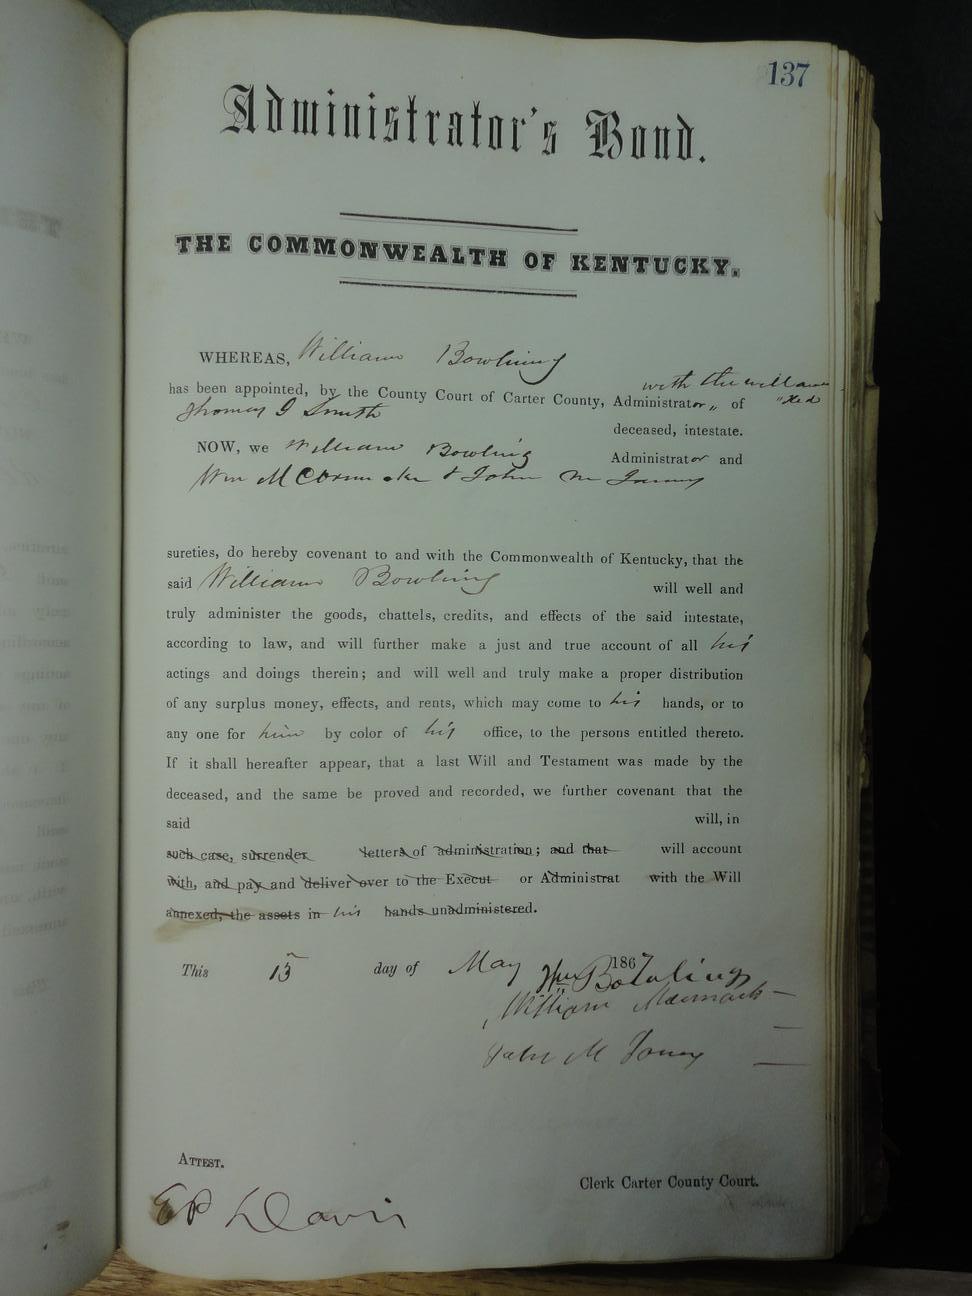 137
Administrator's Bond.
THE COMMONWEALTH OF KENTUCKY.
WHEREAS, William Bowling
with the will ann
has been appointed, by the County Court of Carter County, Administrator, of "xed
Thomas J Smith
deceased, intestate.
NOW, we William Bowling Administrator and
Wm & John M
sureties, do hereby covenant to and with the Commonwealth of Kentucky, that the
said William Bowling will well and
truly administer the goods, chattels, credits, and effects of the said intestate,
according to law, and will further make a just and true account of all his
actings and doings therein; and will well and truly make a proper distribution
of any surplus money, effects, and rents, which may come to his hands, or to
any one for him by color of his office, to the persons entitled thereto.
If it shall hereafter appear, that a last Will and Testament was made by the
deceased, and the same be proved and recorded, we further covenant that the
said will, in
such case, surrender letters of administration; and that will account
with, and pay and deliver over to the Execut or Administrat with the Will
annexed, the assets in his hands unadministered.
This 13 day of May 1867
Wm Bowling
William
John M
ATTEST.
Clerk Carter County Court.
Davis